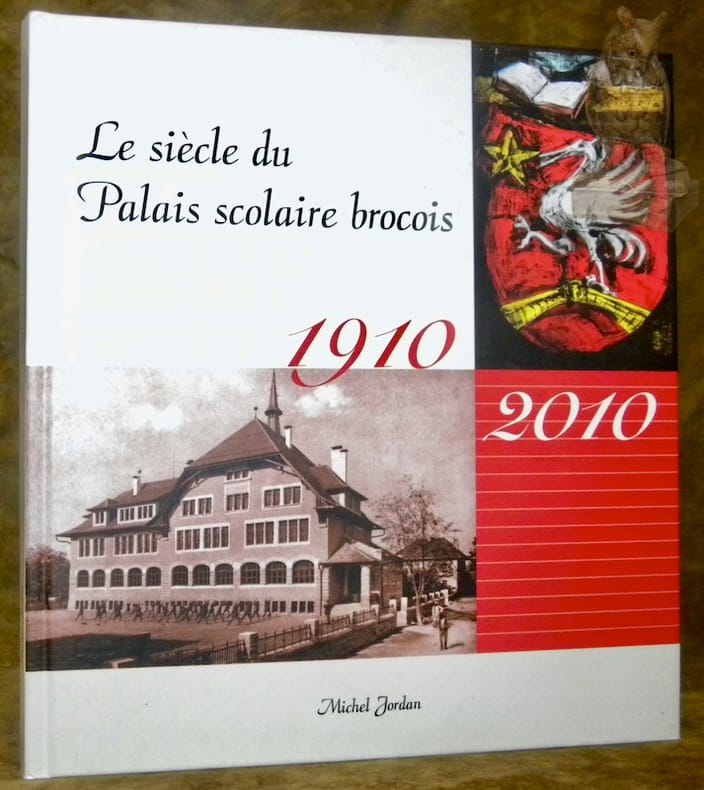 Le siècle du
Palais scolaire brocois
1910
2010
Michel Jordan